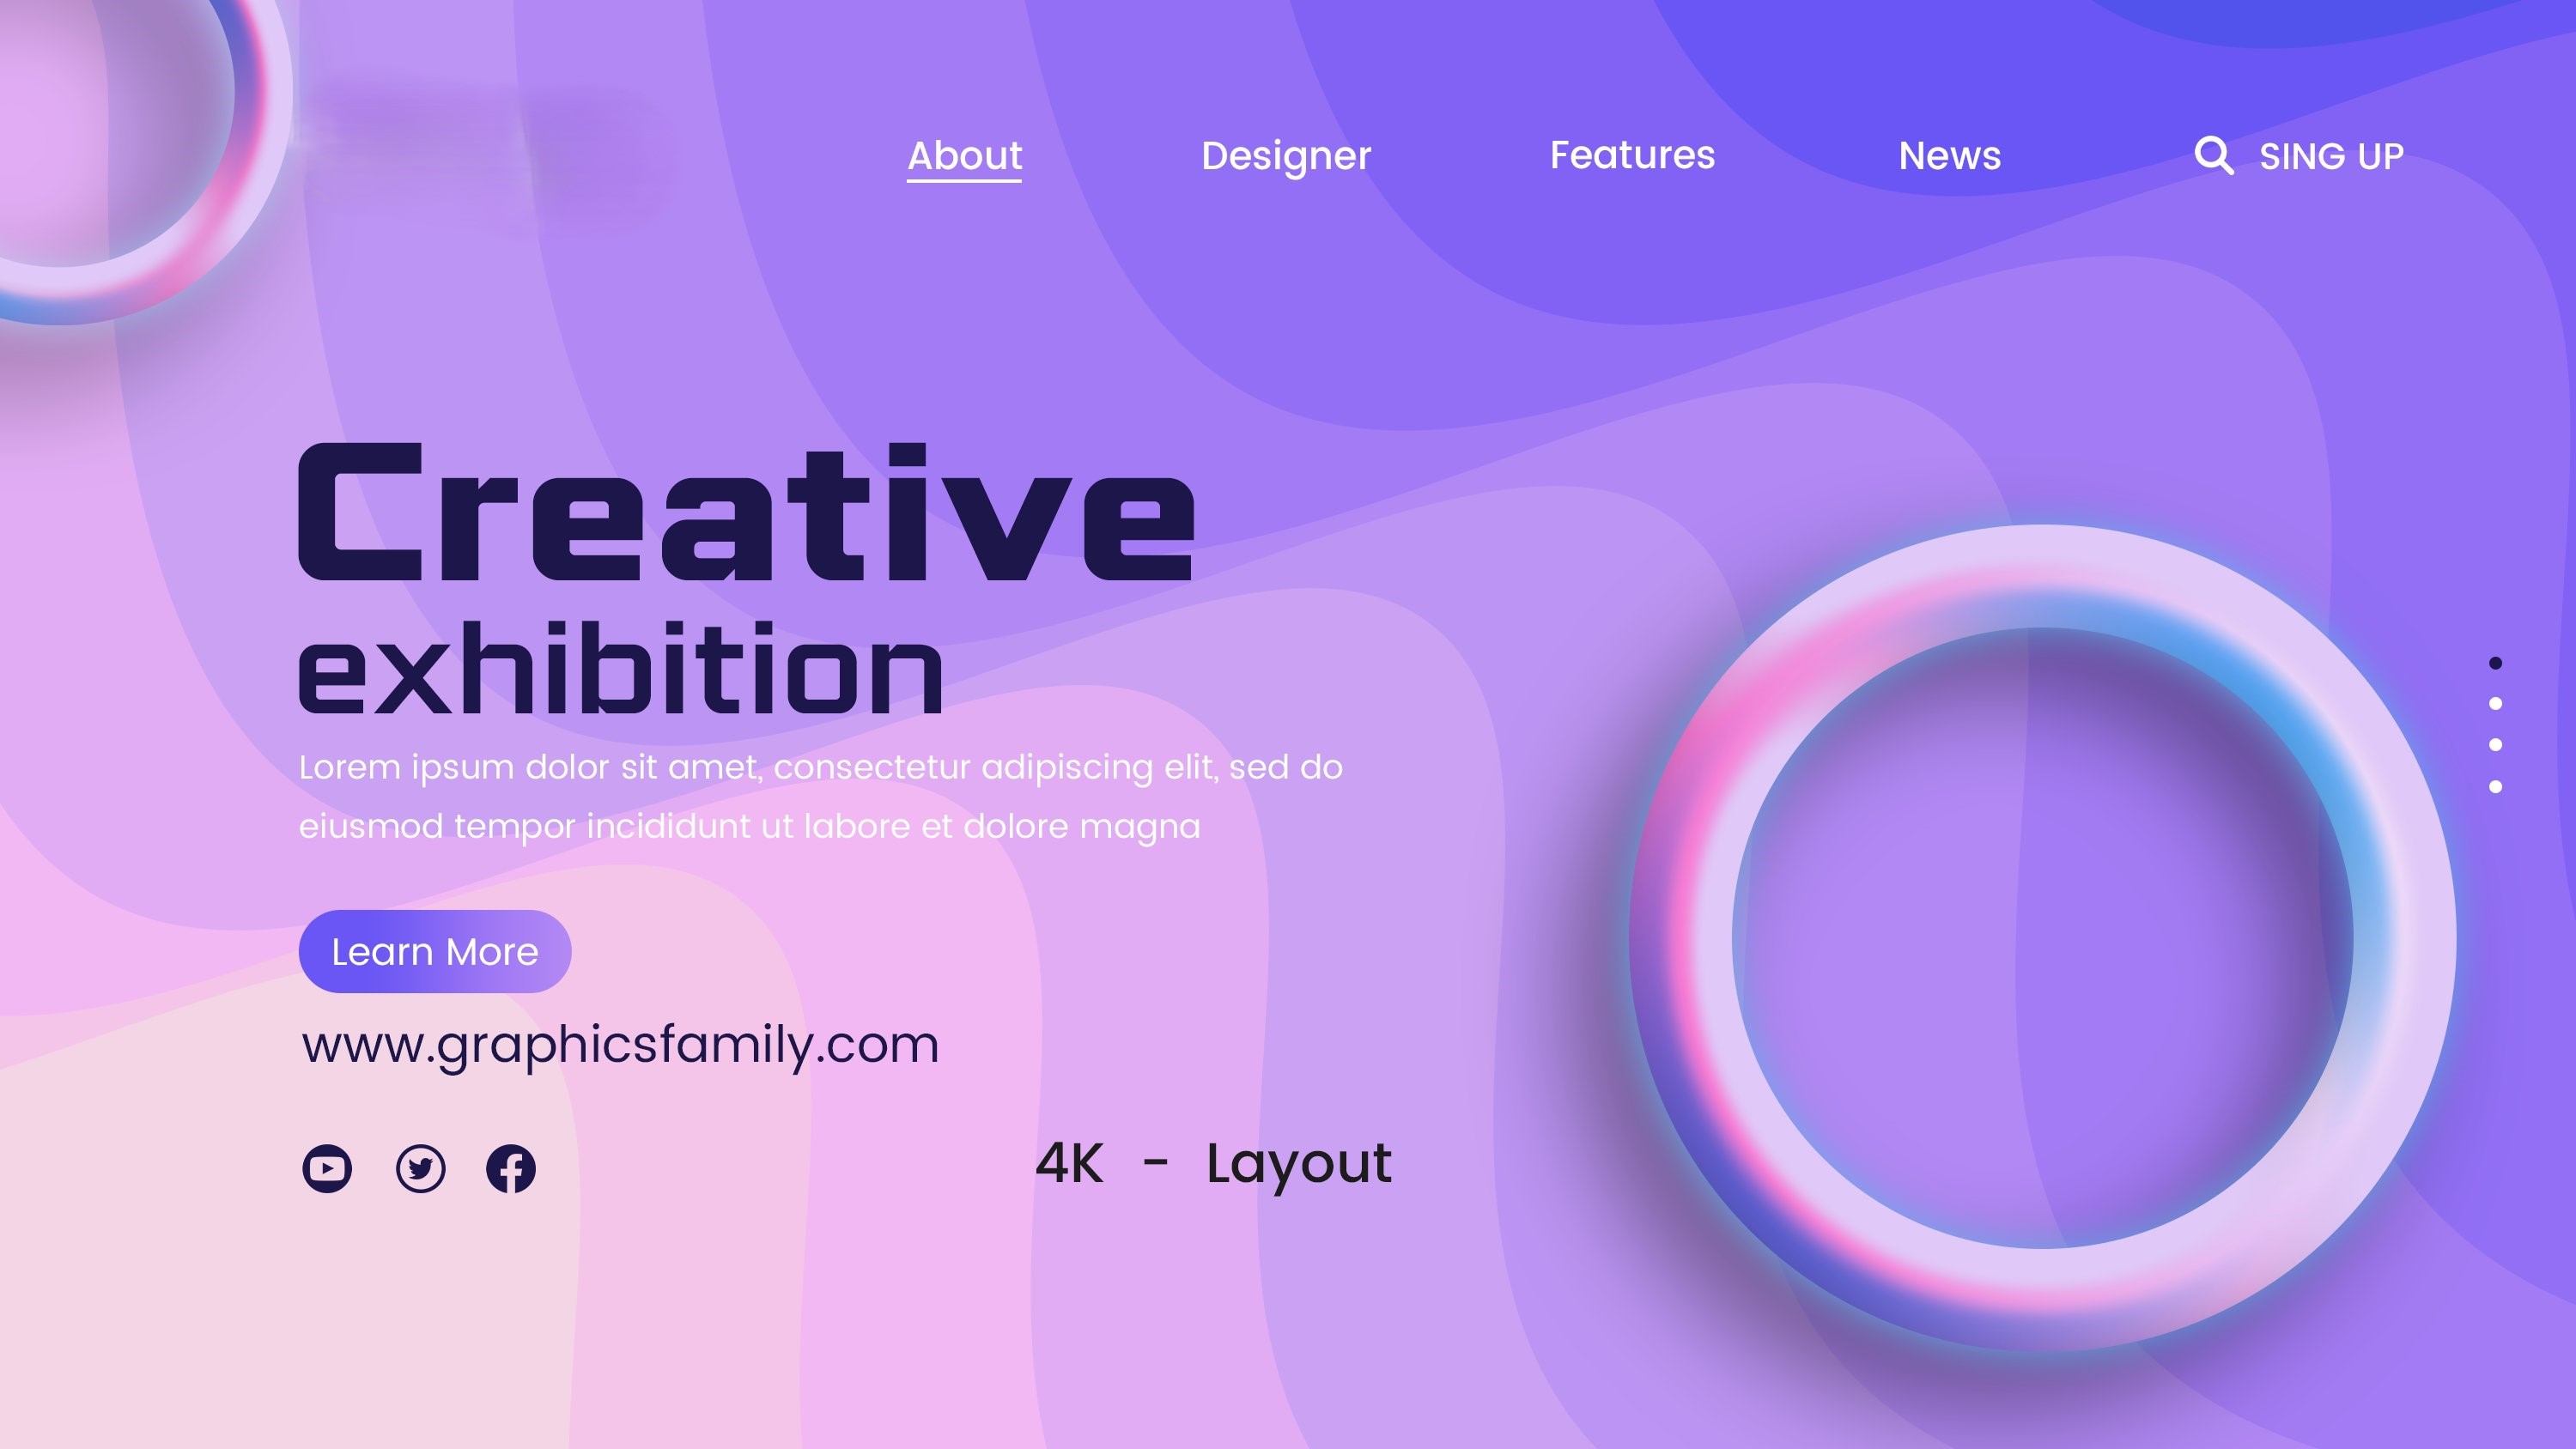 About Designer Features News SING UP
Creative
exhibition
Lorem ipsum dolor sit amet, consectetur adipiscing elit, sed do
eiusmod tempor incididunt ut labore et dolore magna
Learn More
www.graphicsfamily.com
4K - Layout